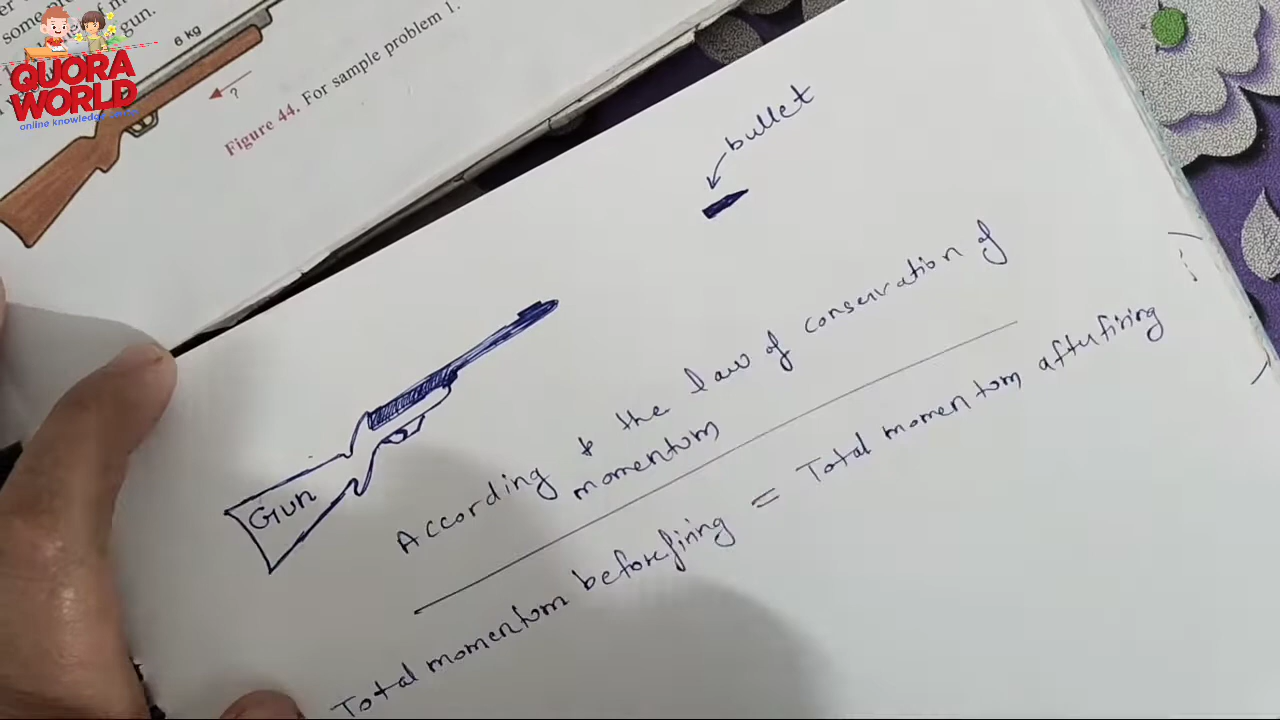 some
gun.
6 kg
?
QUORA
WORLD
online knowledge
Figure 44. For sample problem 1.
bullet
Gun
According to the law of conservation of
momentum
Total momentum before firing = Total momentum after firing